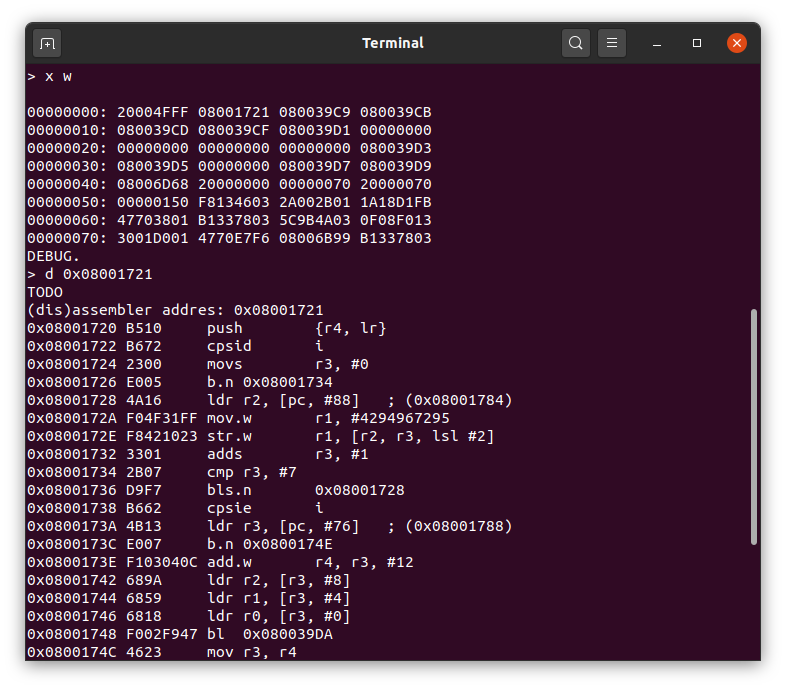 Terminal
> x w
00000000: 20004FFF 08001721 080039C9 080039CB
00000010: 080039CD 080039CF 080039D1 00000000
00000020: 00000000 00000000 00000000 080039D3
00000030: 080039D5 00000000 080039D7 080039D9
00000040: 08006D68 20000000 00000070 20000070
00000050: 00000150 F8134603 2A002B01 1A18D1FB
00000060: 47703801 B1337803 5C9B4A03 0F08F013
00000070: 3001D001 4770E7F6 08006B99 B1337803
DEBUG.
> d 0x08001721
TODO
(dis)assembler addres: 0x08001721
0x08001720 B510 push {r4, lr}
0x08001722 B672 cpsid i
0x08001724 2300 movs r3, #0
0x08001726 E005 b.n 0x08001734
0x08001728 4A16 ldr r2, [pc, #88] ; (0x08001784)
0x0800172A F04F31FF mov.w r1, #4294967295
0x0800172E F8421023 str.w r1, [r2, r3, lsl #2]
0x08001732 3301 adds r3, #1
0x08001734 2B07 cmp r3, #7
0x08001736 D9F7 bls.n 0x08001728
0x08001738 B662 cpsie i
0x0800173A 4B13 ldr r3, [pc, #76] ; (0x08001788)
0x0800173C E007 b.n 0x0800174E
0x0800173E F103040C add.w r4, r3, #12
0x08001742 689A ldr r2, [r3, #8]
0x08001744 6859 ldr r1, [r3, #4]
0x08001746 6818 ldr r0, [r3, #0]
0x08001748 F002F947 bl 0x080039DA
0x0800174C 4623 mov r3, r4